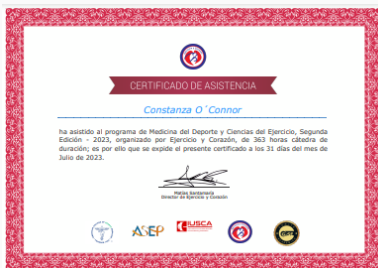 CERTIFICADO DE ASISTENCIA
Constanza O´Connor
ha asistido al programa de Medicina del Deporte y Ciencias del Ejercicio, Segunda
Edición - 2023, organizado por Ejercicio y Corazón, de 363 horas cátedra de
duración; es por ello que se expide el presente certificado a los 31 días del mes de
Julio de 2023.
Matías Santamaría
Director de Ejercicio y Corazón
ASEP
IUSCA